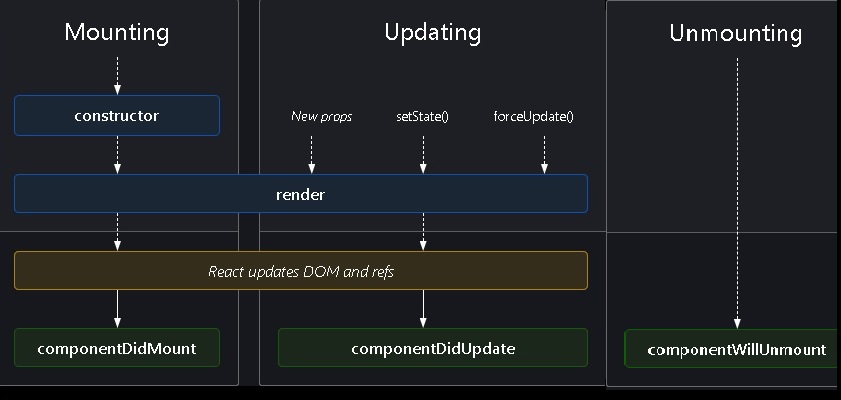 Mounting
Updating
Unmounting
constructor
New props
setState()
forceUpdate()
render
React updates DOM and refs
componentDidMount
componentDidUpdate
componentWillUnmount